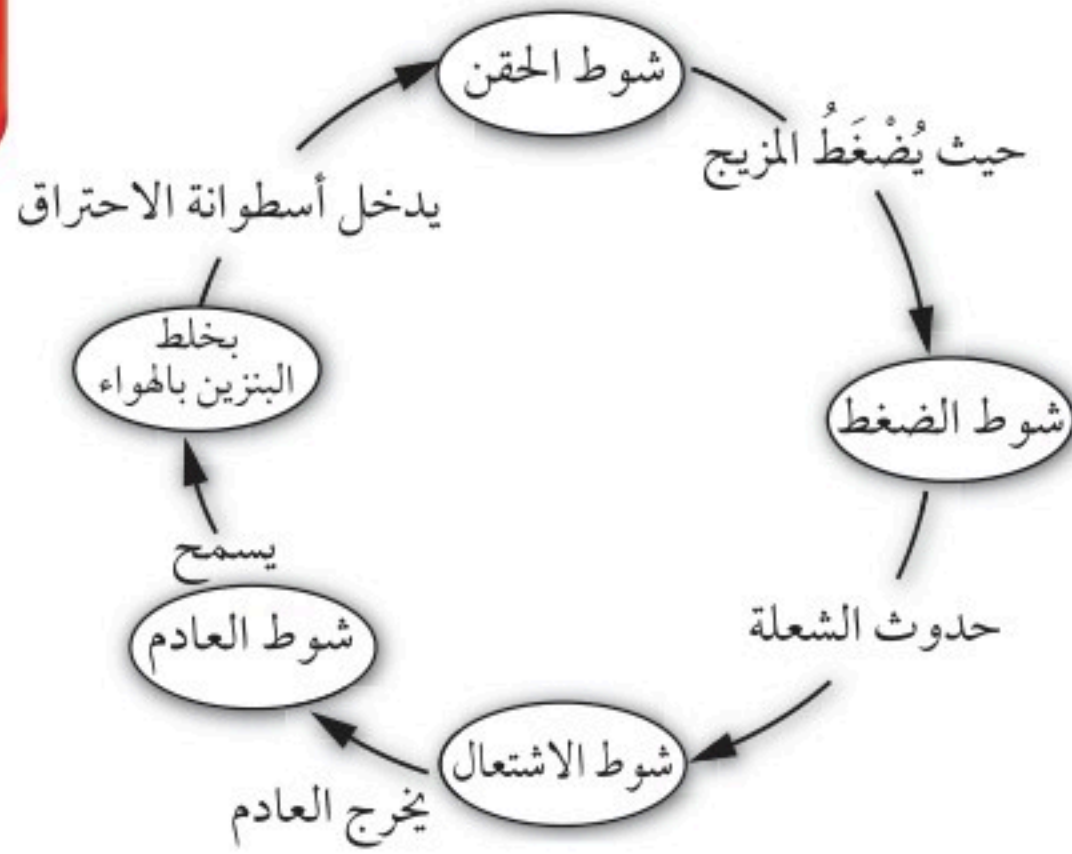 شوط الحقن
حيث يُضْغَطُ المزيج
شوط الضغط
حدوث الشعلة
شوط الاشتعال
يخرج العادم
شوط العادم
يسمح
بخلط
البنزين بالهواء
يدخل أسطوانة الاحتراق